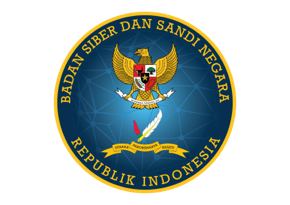 BADAN SIBER DAN SANDI NEGARA
REPUBLIK INDONESIA